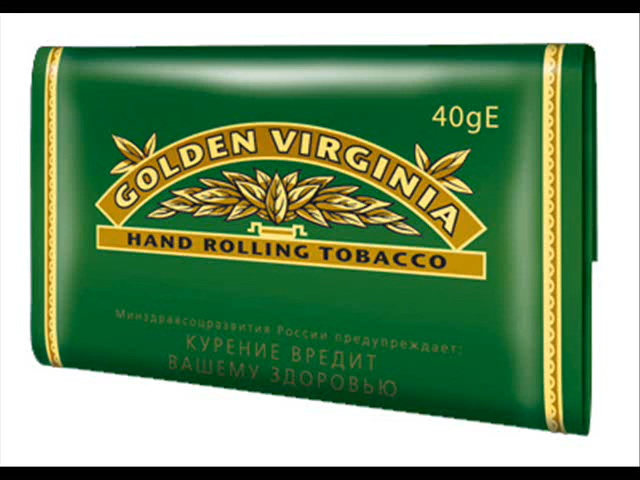 40gE
GOLDEN VIRGINIA
HAND ROLLING TOBACCO
Минздравсоцразвития России предупреждает:
КУРЕНИЕ ВРЕДИТ
ВАШЕМУ ЗДОРОВЬЮ